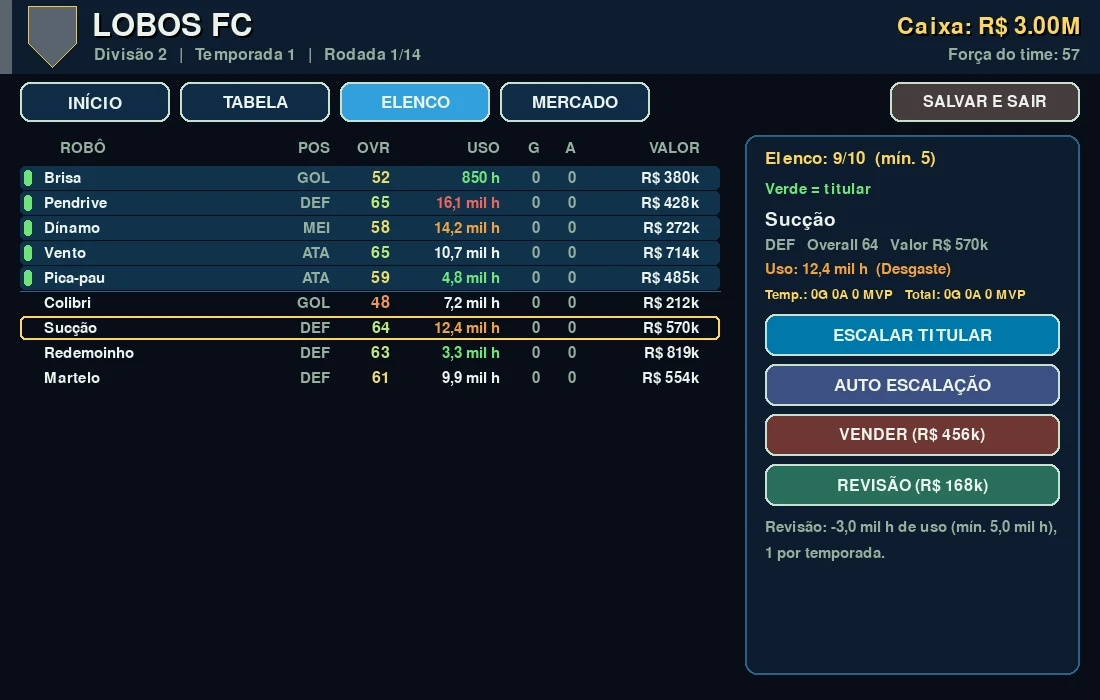 LOBOS FC
Caixa: R$ 3.00M
Divisão 2 | Temporada 1 | Rodada 1/14
Força do time: 57
INÍCIO TABELA ELENCO MERCADO SALVAR E SAIR
ROBÔ POS OVR USO G A VALOR
Brisa GOL 52 850 h 0 0 R$ 380k
Pendrive DEF 65 16,1 mil h 0 0 R$ 428k
Dínamo MEI 58 14,2 mil h 0 0 R$ 272k
Vento ATA 65 10,7 mil h 0 0 R$ 714k
Pica-pau ATA 59 4,8 mil h 0 0 R$ 485k
Colibri GOL 48 7,2 mil h 0 0 R$ 212k
Sucção DEF 64 12,4 mil h 0 0 R$ 570k
Redemoinho DEF 63 3,3 mil h 0 0 R$ 819k
Martelo DEF 61 9,9 mil h 0 0 R$ 554k
Elenco: 9/10 (mín. 5)
Verde = titular
Sucção
DEF Overall 64 Valor R$ 570k
Uso: 12,4 mil h (Desgaste)
Temp.: 0G 0A 0 MVP Total: 0G 0A 0 MVP
ESCALAR TITULAR
AUTO ESCALAÇÃO
VENDER (R$ 456k)
REVISÃO (R$ 168k)
Revisão: -3,0 mil h de uso (mín. 5,0 mil h),
1 por temporada.